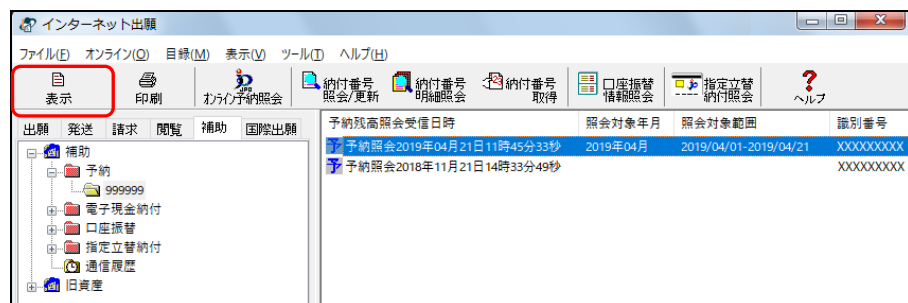 インターネット出願
ファイル(F) オンライン(O) 目録(M) 表示(V) ツール(T) ヘルプ(H)
表示 印刷 オンライン予納照会 納付番号照会/更新 納付番号明細照会 納付番号取得 口座振替情報照会 指定立替納付照会 ヘルプ
出願 発送 請求 閲覧 補助 国際出願
補助
予納
999999
電子現金納付
口座振替
指定立替納付
通信履歴
旧資産
予納残高照会受信日時 照会対象年月 照会対象範囲 識別番号
予納照会2019年04月21日11時45分33秒 2019年04月 2019/04/01-2019/04/21 XXXXXXXXX
予納照会2018年11月21日14時33分49秒 XXXXXXXXX